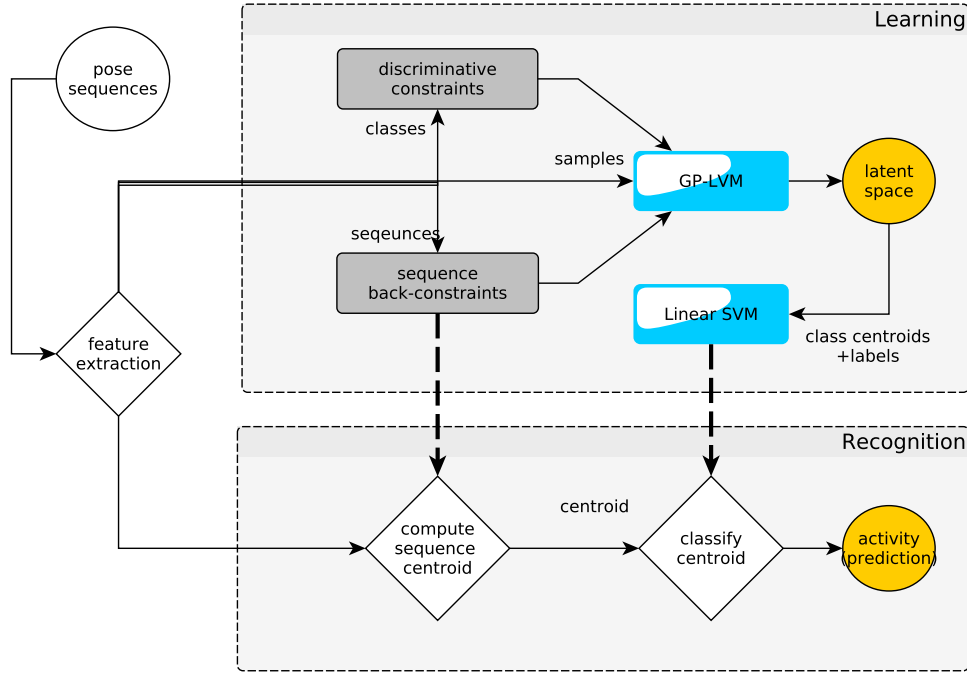 Learning
pose
sequences
discriminative
constraints
classes
samples
GP-LVM
latent
space
seqeunces
sequence
back-constraints
Linear SVM
class centroids
+labels
feature
extraction
Recognition
centroid
compute
sequence
centroid
classify
centroid
activity
(prediction)